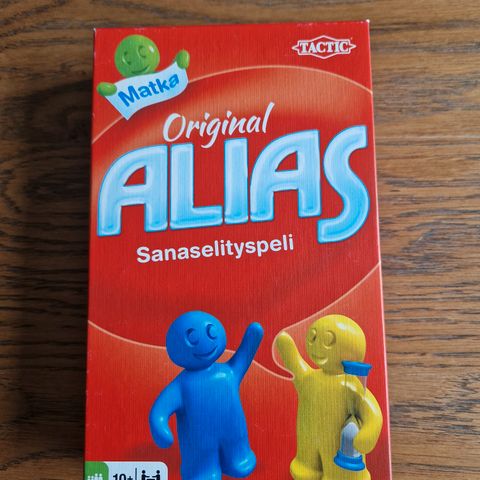 TACTIC
Matka
Original
ALIAS
Sanaselityspeli
10+